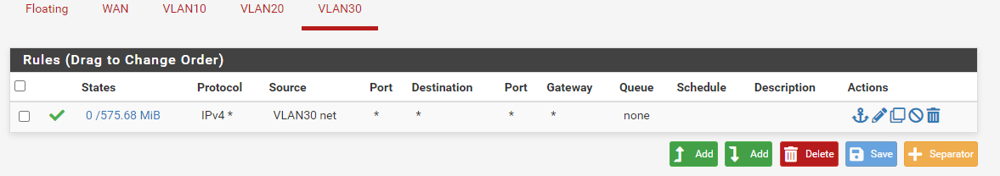 Floating WAN VLAN10 VLAN20 VLAN30
Rules (Drag to Change Order)
States Protocol Source Port Destination Port Gateway Queue Schedule Description Actions
0 /575.68 MiB IPv4 * VLAN30 net * * * * none
Add Add Delete Save Separator